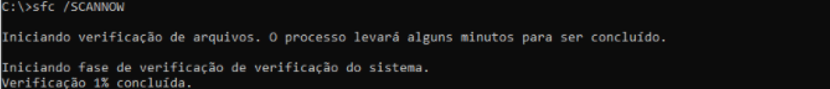 C:\>sfc /SCANNOW
Iniciando verificação de arquivos. O processo levará alguns minutos para ser concluído.
Iniciando fase de verificação de verificação do sistema.
Verificação 1% concluída.